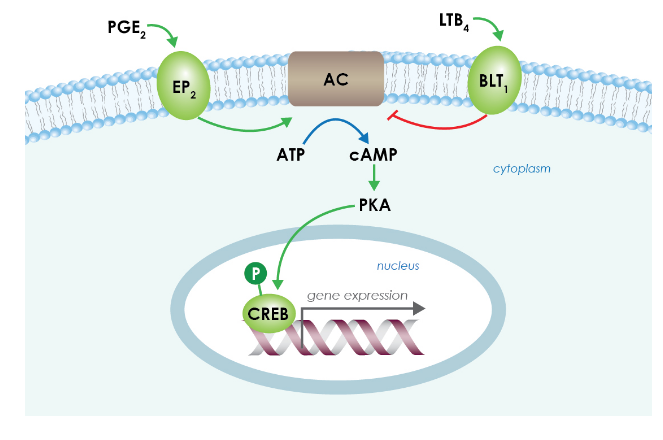 PGE₂
LTB₄
EP₂
AC
BLT₁
ATP
cAMP
cytoplasm
PKA
nucleus
P
gene expression
CREB